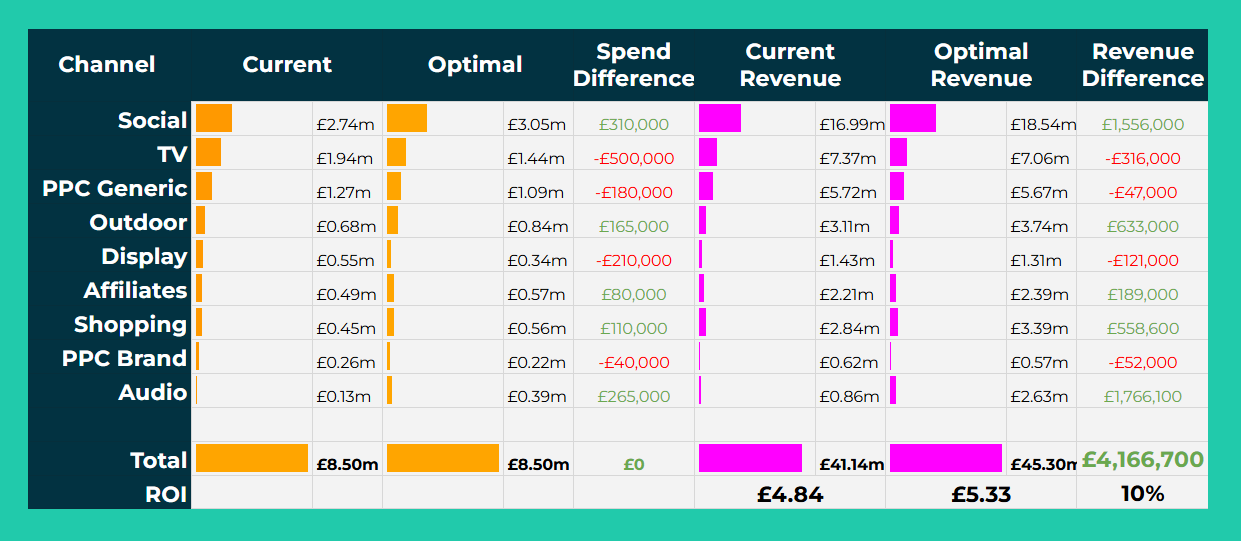 Channel Current Optimal Spend Difference Current Revenue Optimal Revenue Revenue Difference
Social £2.74m £3.05m £310,000 £16.99m £18.54m £1,556,000
TV £1.94m £1.44m -£500,000 £7.37m £7.06m -£316,000
PPC Generic £1.27m £1.09m -£180,000 £5.72m £5.67m -£47,000
Outdoor £0.68m £0.84m £165,000 £3.11m £3.74m £633,000
Display £0.55m £0.34m -£210,000 £1.43m £1.31m -£121,000
Affiliates £0.49m £0.57m £80,000 £2.21m £2.39m £189,000
Shopping £0.45m £0.56m £110,000 £2.84m £3.39m £558,600
PPC Brand £0.26m £0.22m -£40,000 £0.62m £0.57m -£52,000
Audio £0.13m £0.39m £265,000 £0.86m £2.63m £1,766,100
Total £8.50m £8.50m £0 £41.14m £45.30m £4,166,700
ROI £4.84 £5.33 10%